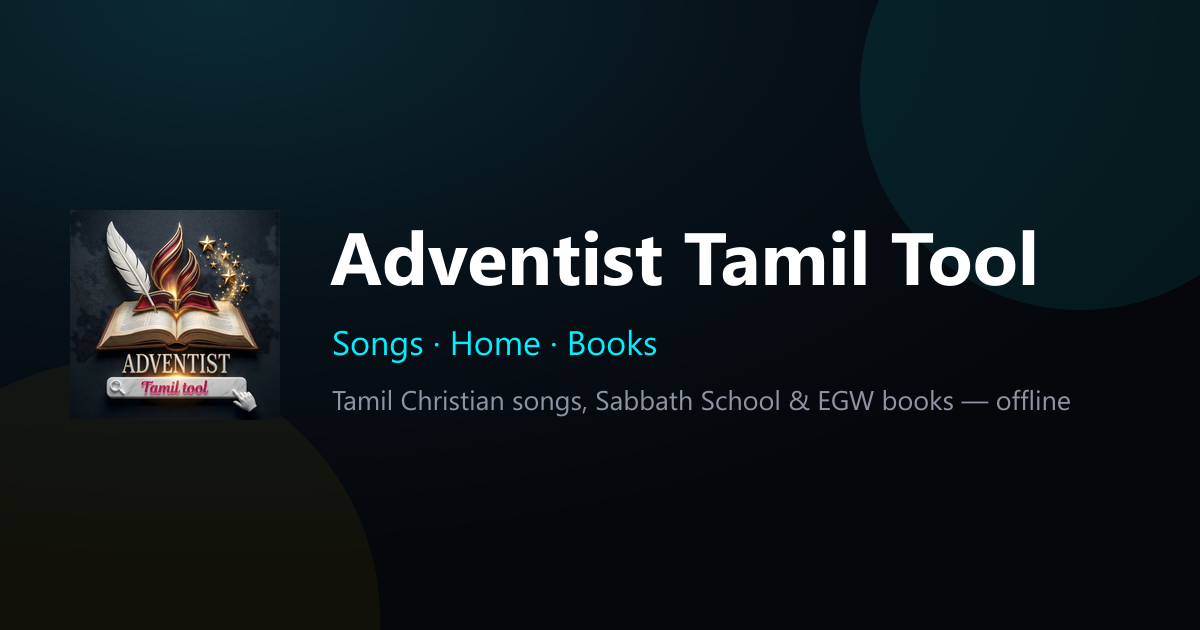 Adventist Tamil Tool
Songs · Home · Books
Tamil Christian songs, Sabbath School & EGW books — offline
ADVENTIST
Tamil tool